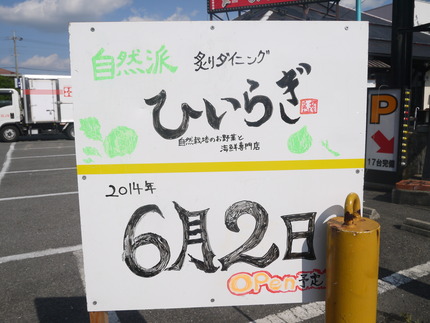 自然派 炙りダイニング
ひいらぎ
自然栽培のお野菜と
海鮮専門店
2014年
6月2日
OPen予定
P
17台完備